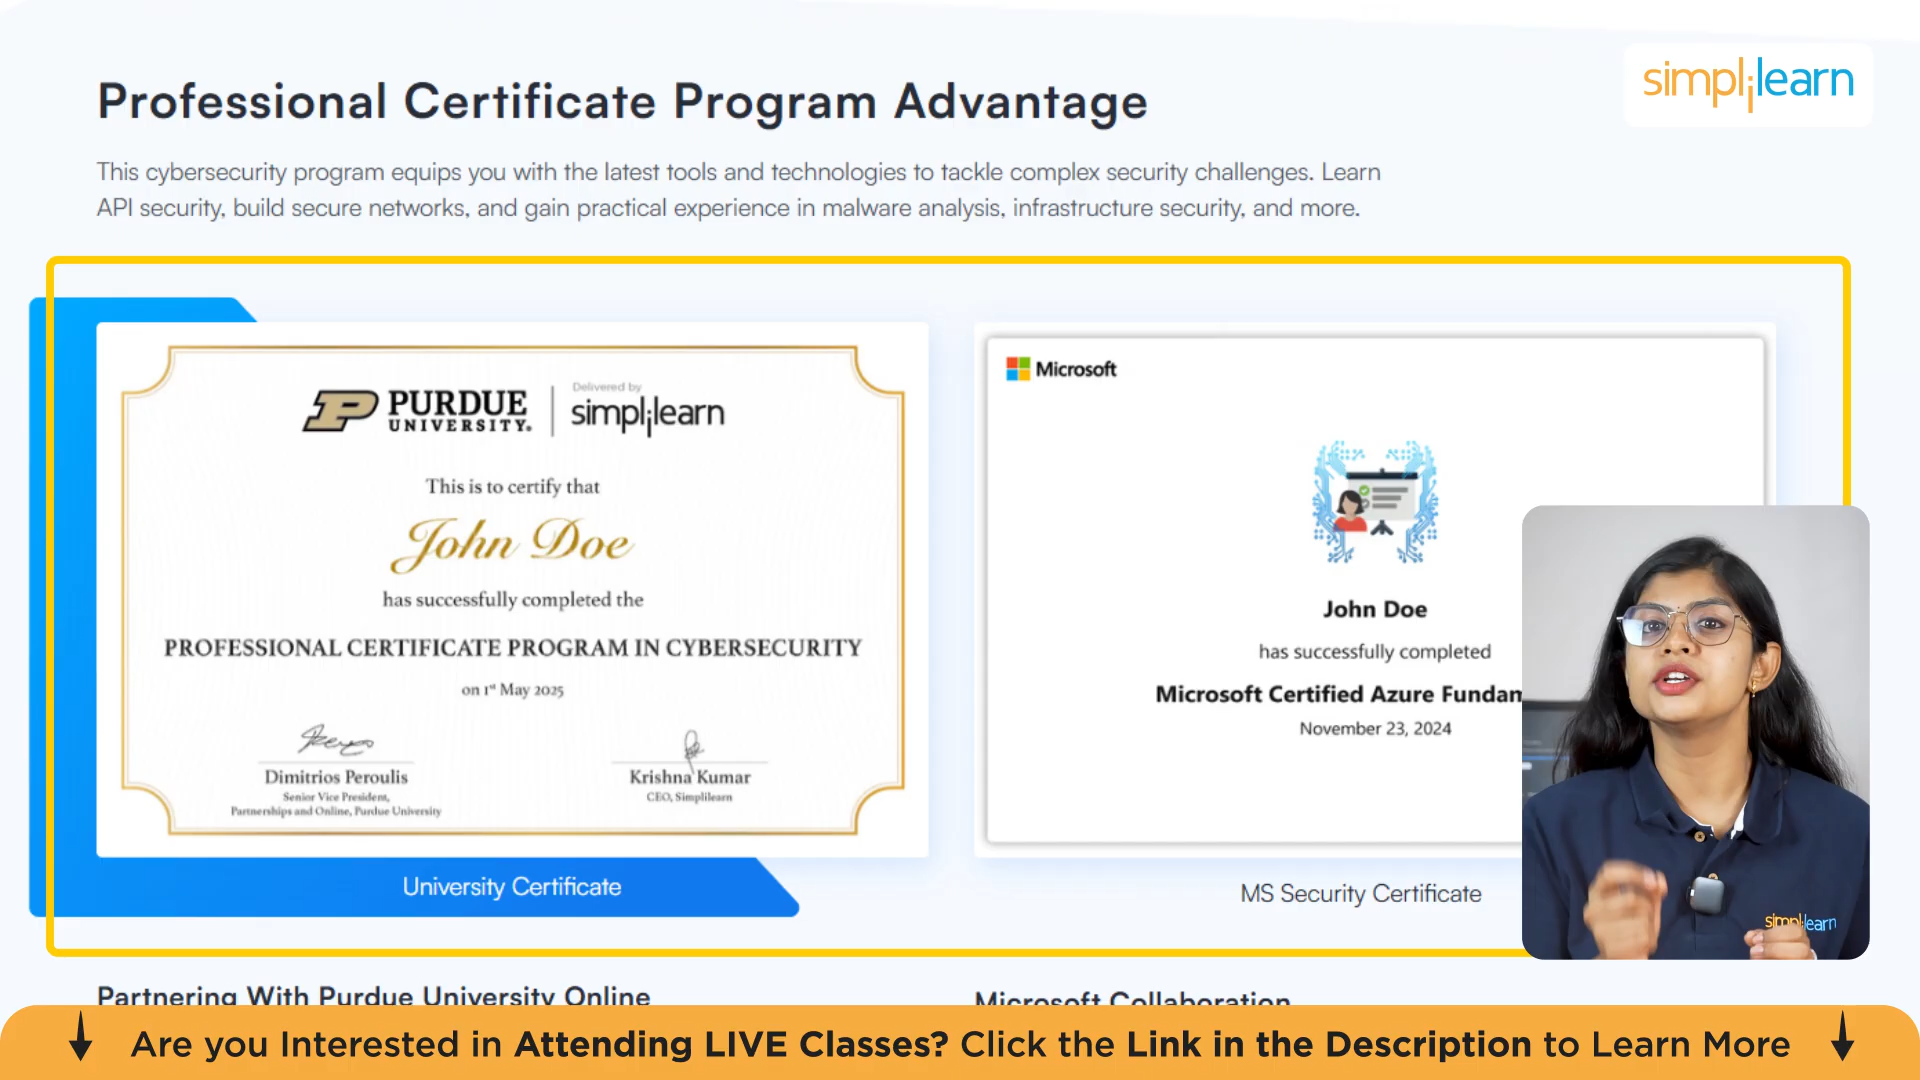 Professional Certificate Program Advantage
simplilearn
This cybersecurity program equips you with the latest tools and technologies to tackle complex security challenges. Learn
API security, build secure networks, and gain practical experience in malware analysis, infrastructure security, and more.
PURDUE
UNIVERSITY.
Delivered by
simplilearn
This is to certify that
John Doe
has successfully completed the
PROFESSIONAL CERTIFICATE PROGRAM IN CYBERSECURITY
on 1st May 2025
Dimitrios Peroulis
Senior Vice President,
Partnerships and Online, Purdue University
Krishna Kumar
CEO, Simplilearn
University Certificate
Microsoft
John Doe
has successfully completed
Microsoft Certified Azure Fundam
November 23, 2024
MS Security Certificate
simplilearn
Partnering With Purdue University Online
Microsoft Collaboration
Are you Interested in Attending LIVE Classes? Click the Link in the Description to Learn More